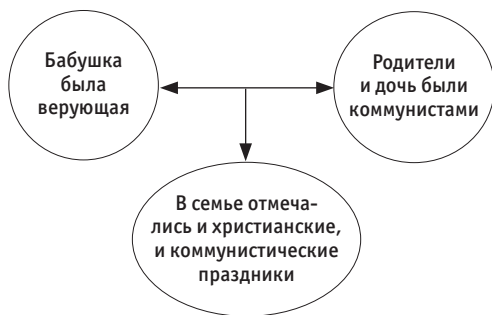 Бабушка
была
верующая
Родители
и дочь были
коммунистами
В семье отмеча-
лись и христианские,
и коммунистические
праздники